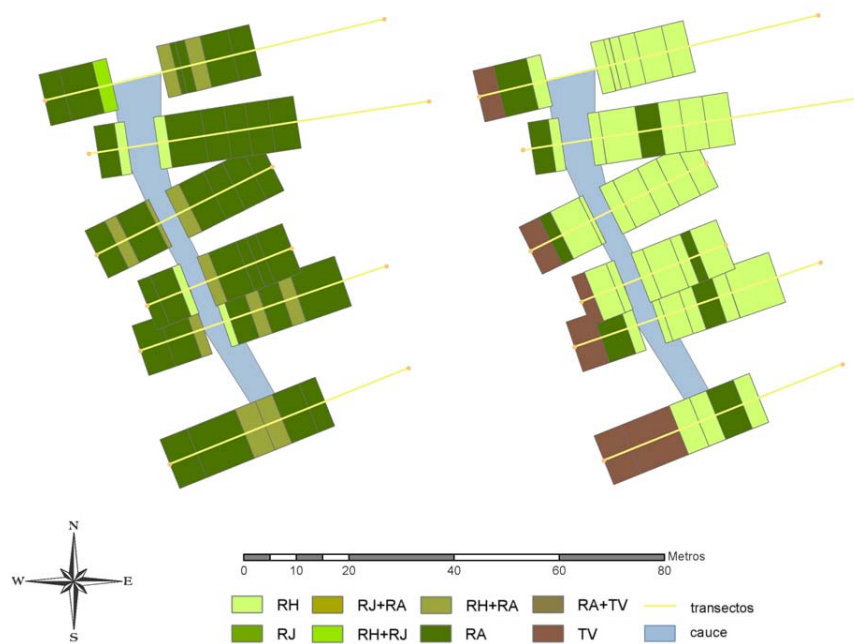 N
W E
S
Metros
0 10 20 40 60 80
RH RJ+RA RH+RA RA+TV transectos
RJ RH+RJ RA TV cauce